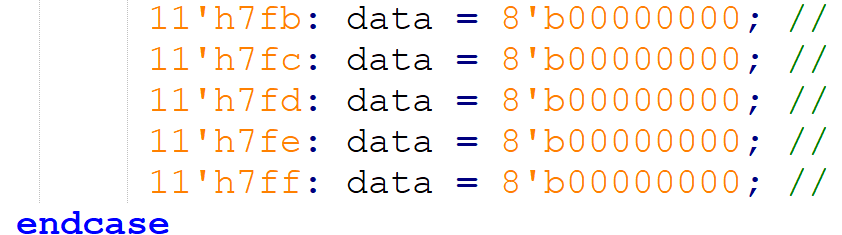 11'h7fb: data = 8'b00000000; //
11'h7fc: data = 8'b00000000; //
11'h7fd: data = 8'b00000000; //
11'h7fe: data = 8'b00000000; //
11'h7ff: data = 8'b00000000; //
endcase